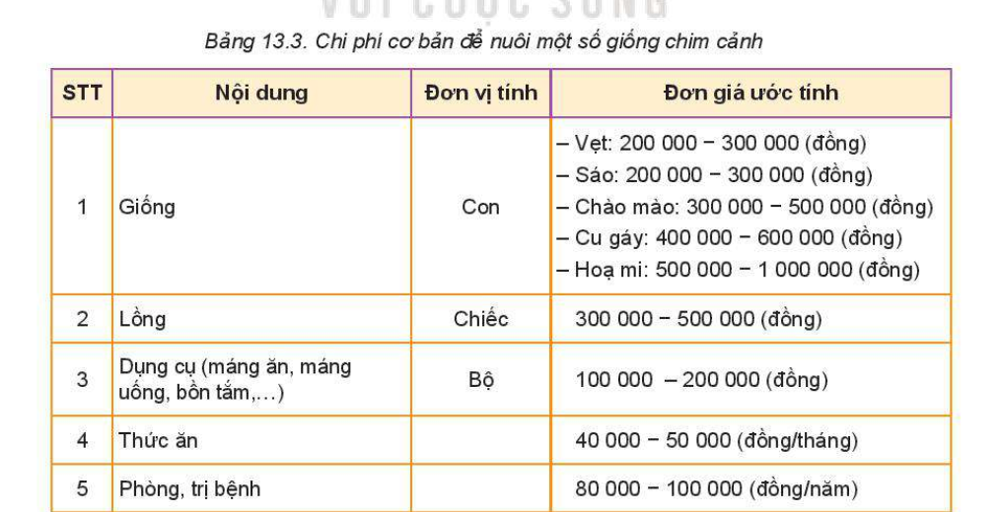 VỚI CUỘC SỐNG
Bảng 13.3. Chi phí cơ bản để nuôi một số giống chim cảnh
STT Nội dung Đơn vị tính Đơn giá ước tính
1 Giống Con
– Vẹt: 200 000 – 300 000 (đồng)
– Sáo: 200 000 – 300 000 (đồng)
– Chào mào: 300 000 – 500 000 (đồng)
– Cu gáy: 400 000 – 600 000 (đồng)
– Hoạ mi: 500 000 – 1 000 000 (đồng)
2 Lồng Chiếc 300 000 – 500 000 (đồng)
3 Dụng cụ (máng ăn, máng
uống, bồn tắm,…) Bộ 100 000 – 200 000 (đồng)
4 Thức ăn 40 000 – 50 000 (đồng/tháng)
5 Phòng, trị bệnh 80 000 – 100 000 (đồng/năm)